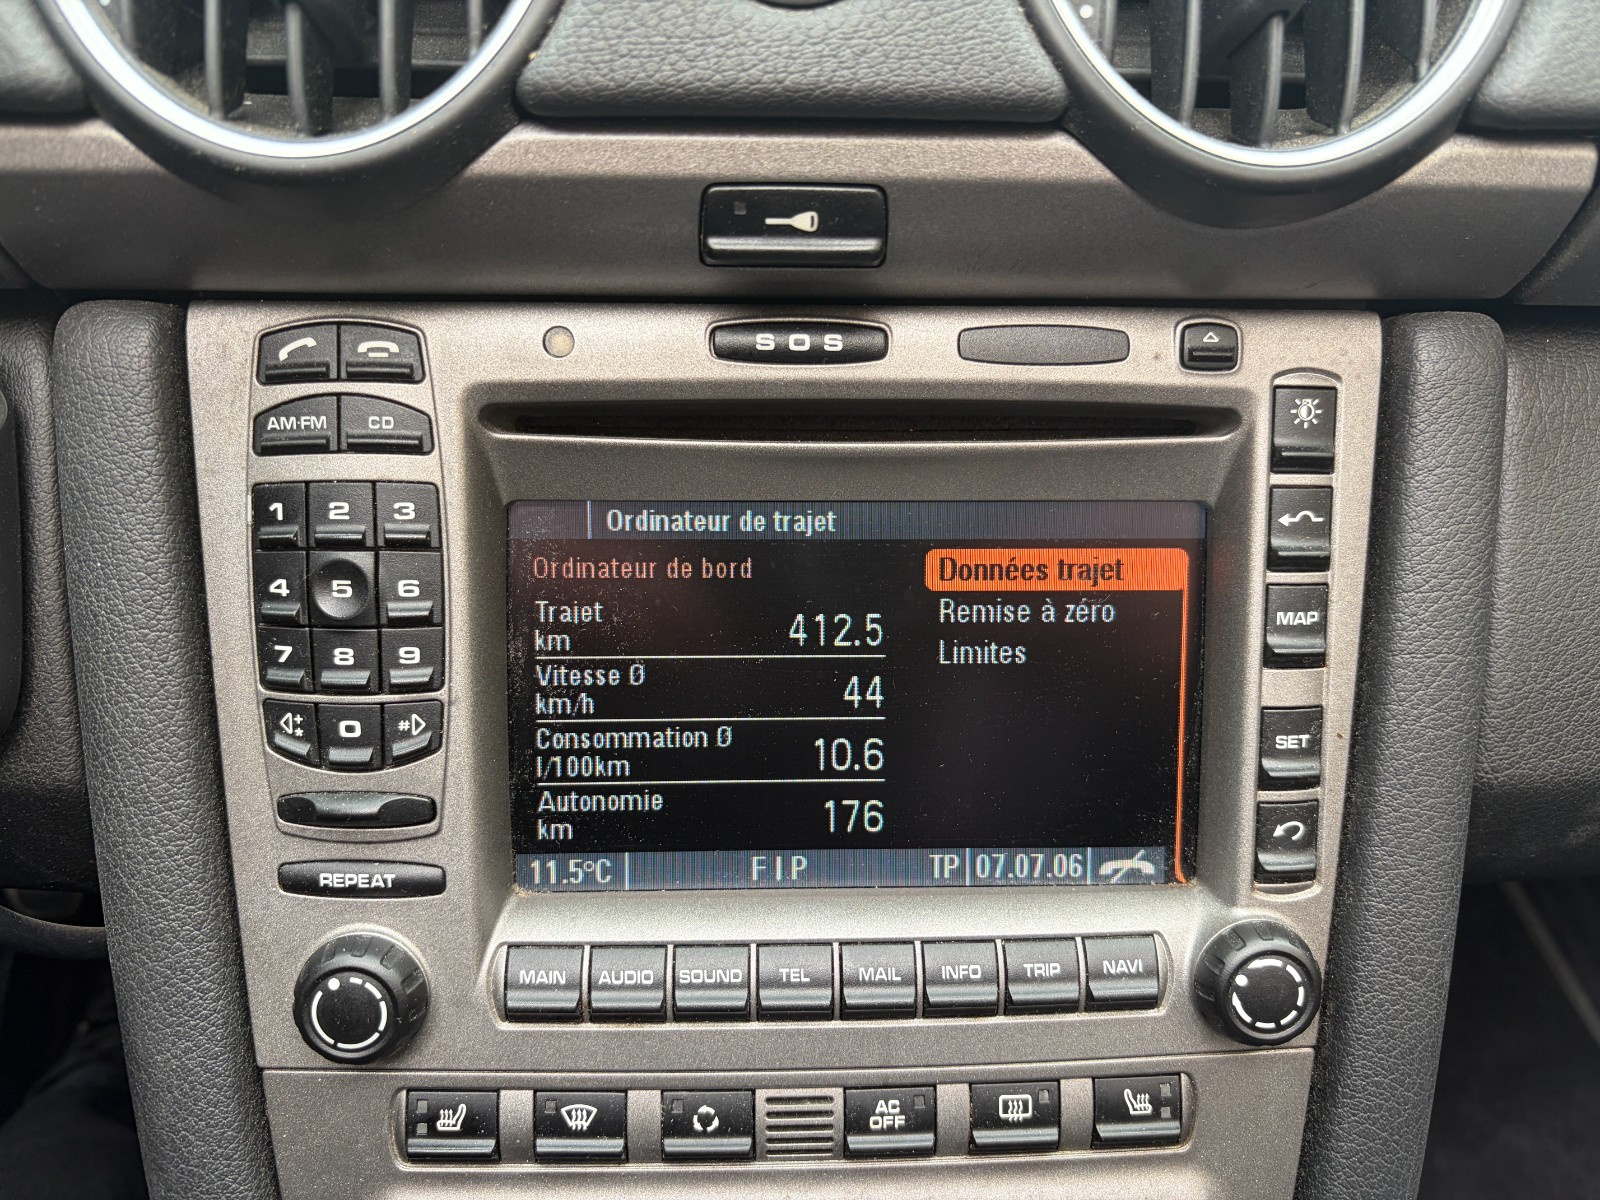 SOS
AM·FM
CD
1
2
3
4
5
6
7
8
9
*
0
#
REPEAT
Ordinateur de trajet
Ordinateur de bord
Trajet
km
412.5
Vitesse Ø
km/h
44
Consommation Ø
l/100km
10.6
Autonomie
km
176
Données trajet
Remise à zéro
Limites
11.5°C
FIP
TP
07.07.06
MAP
SET
MAIN
AUDIO
SOUND
TEL
MAIL
INFO
TRIP
NAVI
AC
OFF